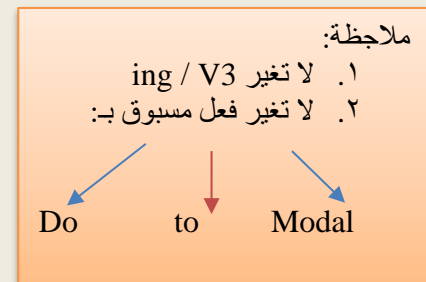 ملاحظة:
١. لا تغير ing / V3
٢. لا تغير فعل مسبوق بـ:
Do to Modal